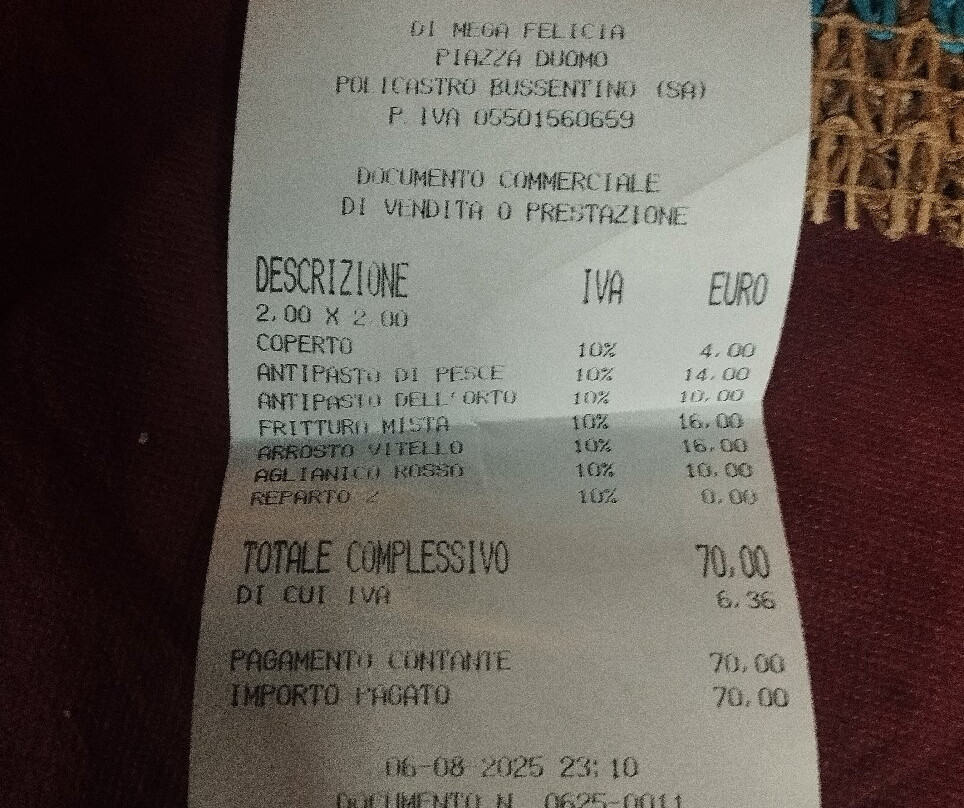 DI MEGA FELICIA
PIAZZA DUOMO
POLICASTRO BUSSENTINO (SA)
P. IVA 05501560659
DOCUMENTO COMMERCIALE
DI VENDITA O PRESTAZIONE
DESCRIZIONE IVA EURO
2,00 X 2,00
COPERTO 10% 4,00
ANTIPASTO DI PESCE 10% 14,00
ANTIPASTO DELL'ORTO 10% 10,00
FRITTURA MISTA 10% 16,00
ARROSTO VITELLO 10% 16,00
AGLIANICO ROSSO 10% 10,00
REPARTO 2 10% 0,00
TOTALE COMPLESSIVO 70,00
DI CUI IVA 6,36
PAGAMENTO CONTANTE 70,00
IMPORTO PAGATO 70,00
06-08-2025 23:10
DOCUMENTO N. 0625-0011